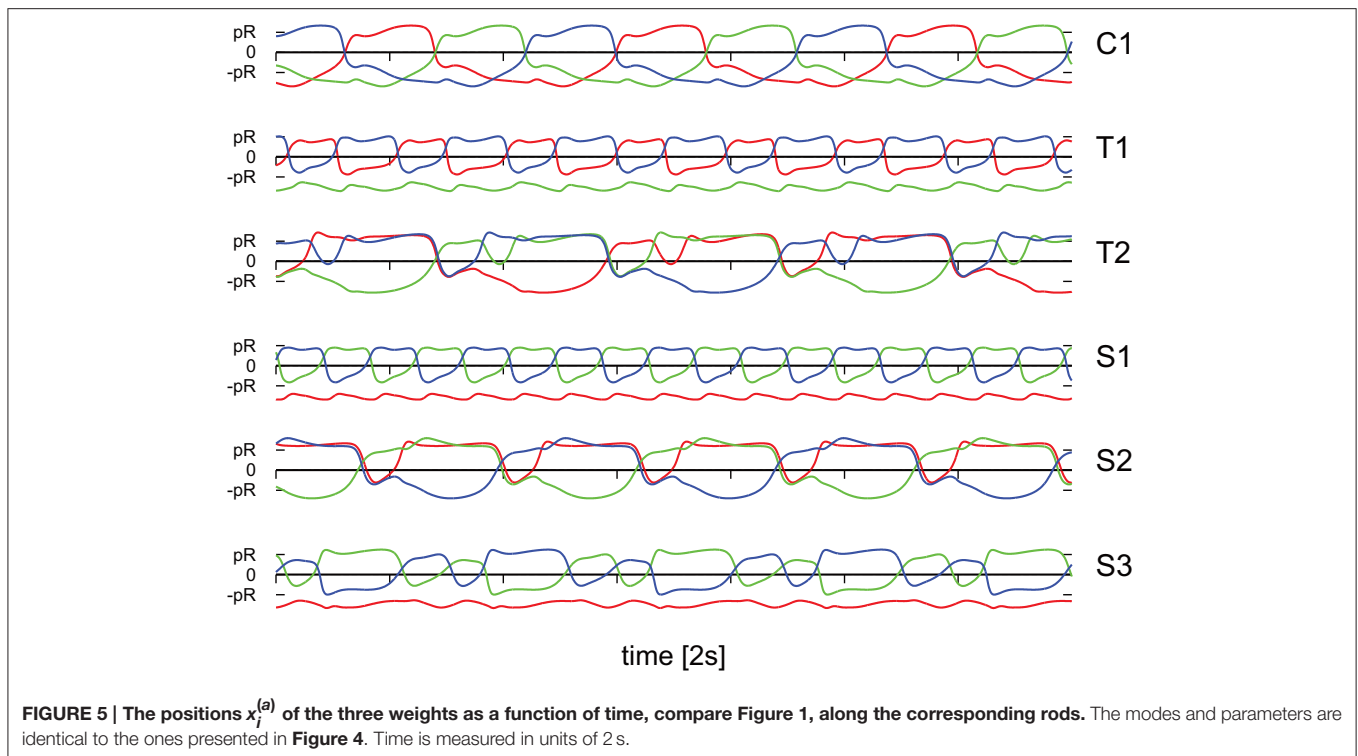 pR
0
-pR
C1
pR
0
-pR
T1
pR
0
-pR
T2
pR
0
-pR
S1
pR
0
-pR
S2
pR
0
-pR
S3
time [2s]
FIGURE 5 | The positions x_i^(a) of the three weights as a function of time, compare Figure 1, along the corresponding rods. The modes and parameters are
identical to the ones presented in Figure 4. Time is measured in units of 2 s.